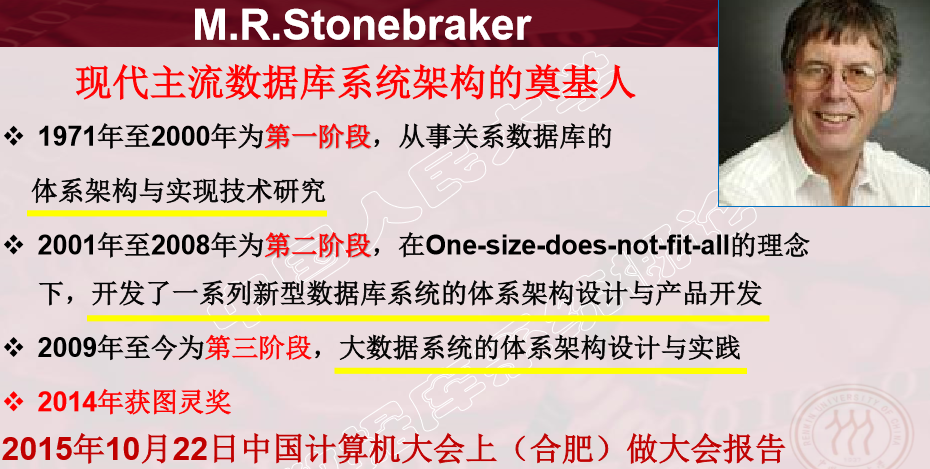 M.R.Stonebraker
现代主流数据库系统架构的奠基人
❖ 1971年至2000年为第一阶段，从事关系数据库的
体系架构与实现技术研究
❖ 2001年至2008年为第二阶段，在One-size-does-not-fit-all的理念
下，开发了一系列新型数据库系统的体系架构设计与产品开发
❖ 2009年至今为第三阶段，大数据系统的体系架构设计与实践
❖ 2014年获图灵奖
2015年10月22日中国计算机大会上（合肥）做大会报告